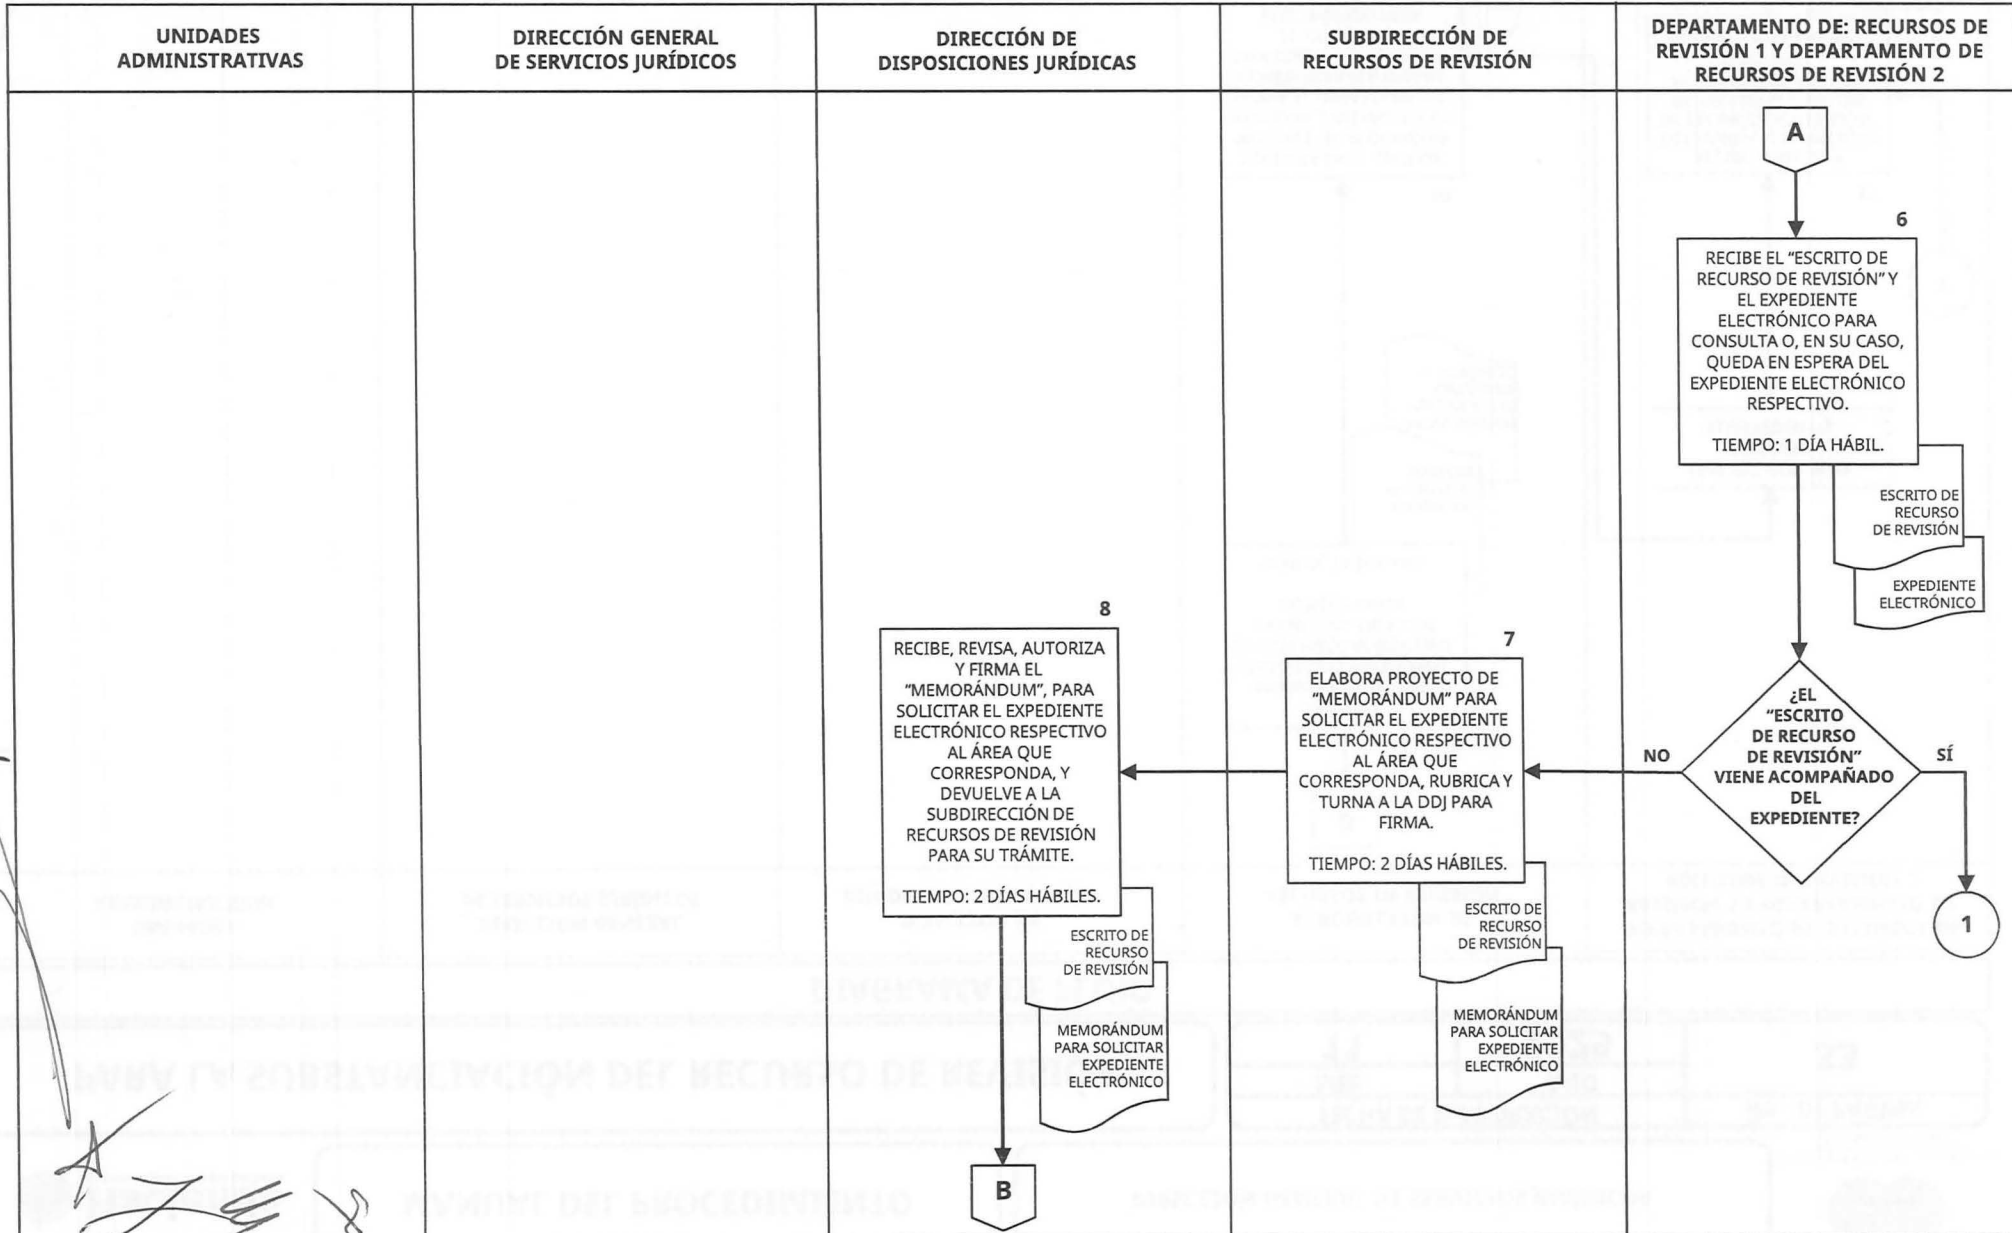 UNIDADES
ADMINISTRATIVAS
DIRECCIÓN GENERAL
DE SERVICIOS JURÍDICOS
DIRECCIÓN DE
DISPOSICIONES JURÍDICAS
SUBDIRECCIÓN DE
RECURSOS DE REVISIÓN
DEPARTAMENTO DE: RECURSOS DE
REVISIÓN 1 Y DEPARTAMENTO DE
RECURSOS DE REVISIÓN 2
A
6
RECIBE EL “ESCRITO DE
RECURSO DE REVISIÓN” Y
EL EXPEDIENTE
ELECTRÓNICO PARA
CONSULTA O, EN SU CASO,
QUEDA EN ESPERA DEL
EXPEDIENTE ELECTRÓNICO
RESPECTIVO.
TIEMPO: 1 DÍA HÁBIL.
ESCRITO DE
RECURSO
DE REVISIÓN
EXPEDIENTE
ELECTRÓNICO
¿EL
“ESCRITO
DE RECURSO
DE REVISIÓN”
VIENE ACOMPAÑADO
DEL
EXPEDIENTE?
NO
SÍ
1
7
ELABORA PROYECTO DE
“MEMORÁNDUM” PARA
SOLICITAR EL EXPEDIENTE
ELECTRÓNICO RESPECTIVO
AL ÁREA QUE
CORRESPONDA, RUBRICA Y
TURNA A LA DDJ PARA
FIRMA.
TIEMPO: 2 DÍAS HÁBILES.
ESCRITO DE
RECURSO
DE REVISIÓN
MEMORÁNDUM
PARA SOLICITAR
EXPEDIENTE
ELECTRÓNICO
8
RECIBE, REVISA, AUTORIZA
Y FIRMA EL
“MEMORÁNDUM”, PARA
SOLICITAR EL EXPEDIENTE
ELECTRÓNICO RESPECTIVO
AL ÁREA QUE
CORRESPONDA, Y
DEVUELVE A LA
SUBDIRECCIÓN DE
RECURSOS DE REVISIÓN
PARA SU TRÁMITE.
TIEMPO: 2 DÍAS HÁBILES.
ESCRITO DE
RECURSO
DE REVISIÓN
MEMORÁNDUM
PARA SOLICITAR
EXPEDIENTE
ELECTRÓNICO
B